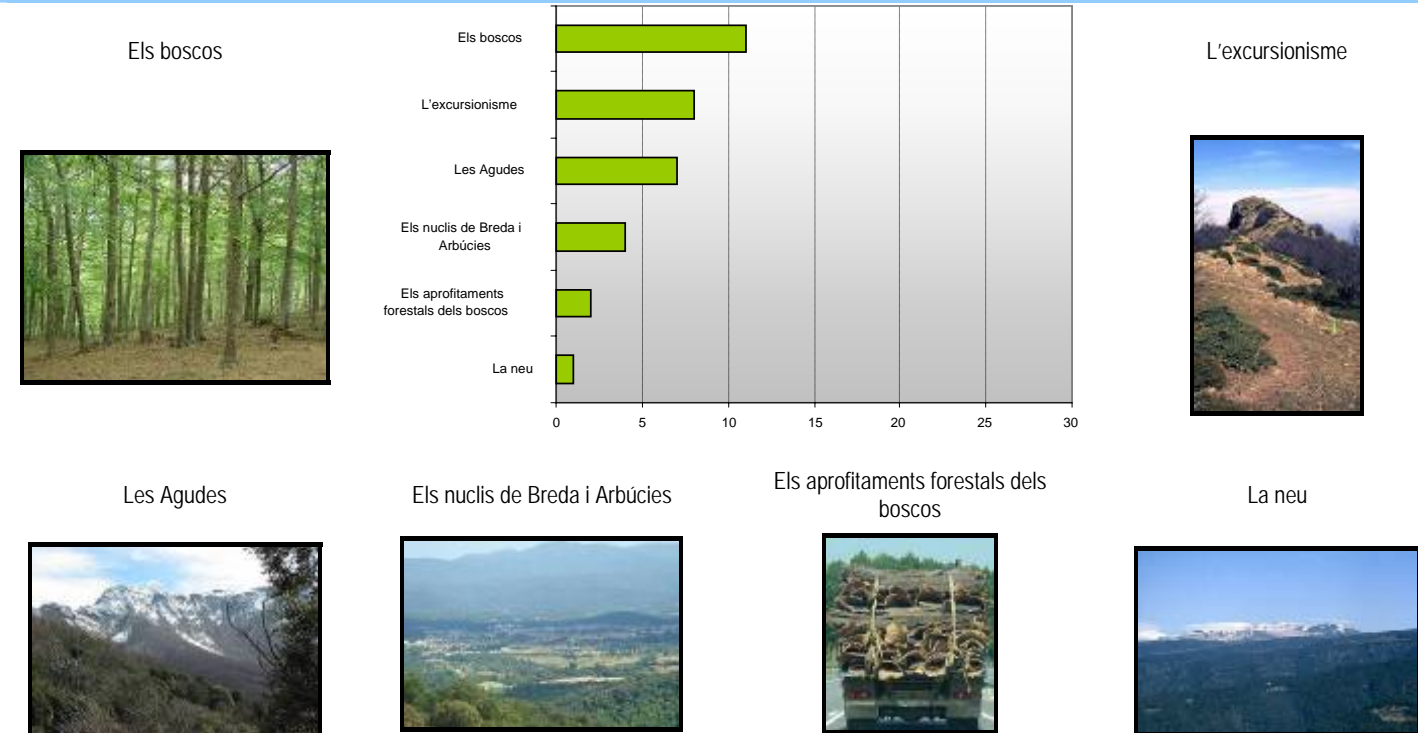 Els boscos
Els boscos
L'excursionisme
Les Agudes
Els nuclis de Breda i
Arbúcies
Els aprofitaments
forestals dels boscos
La neu
0 5 10 15 20 25 30
L'excursionisme
Les Agudes
Els nuclis de Breda i Arbúcies
Els aprofitaments forestals dels
boscos
La neu